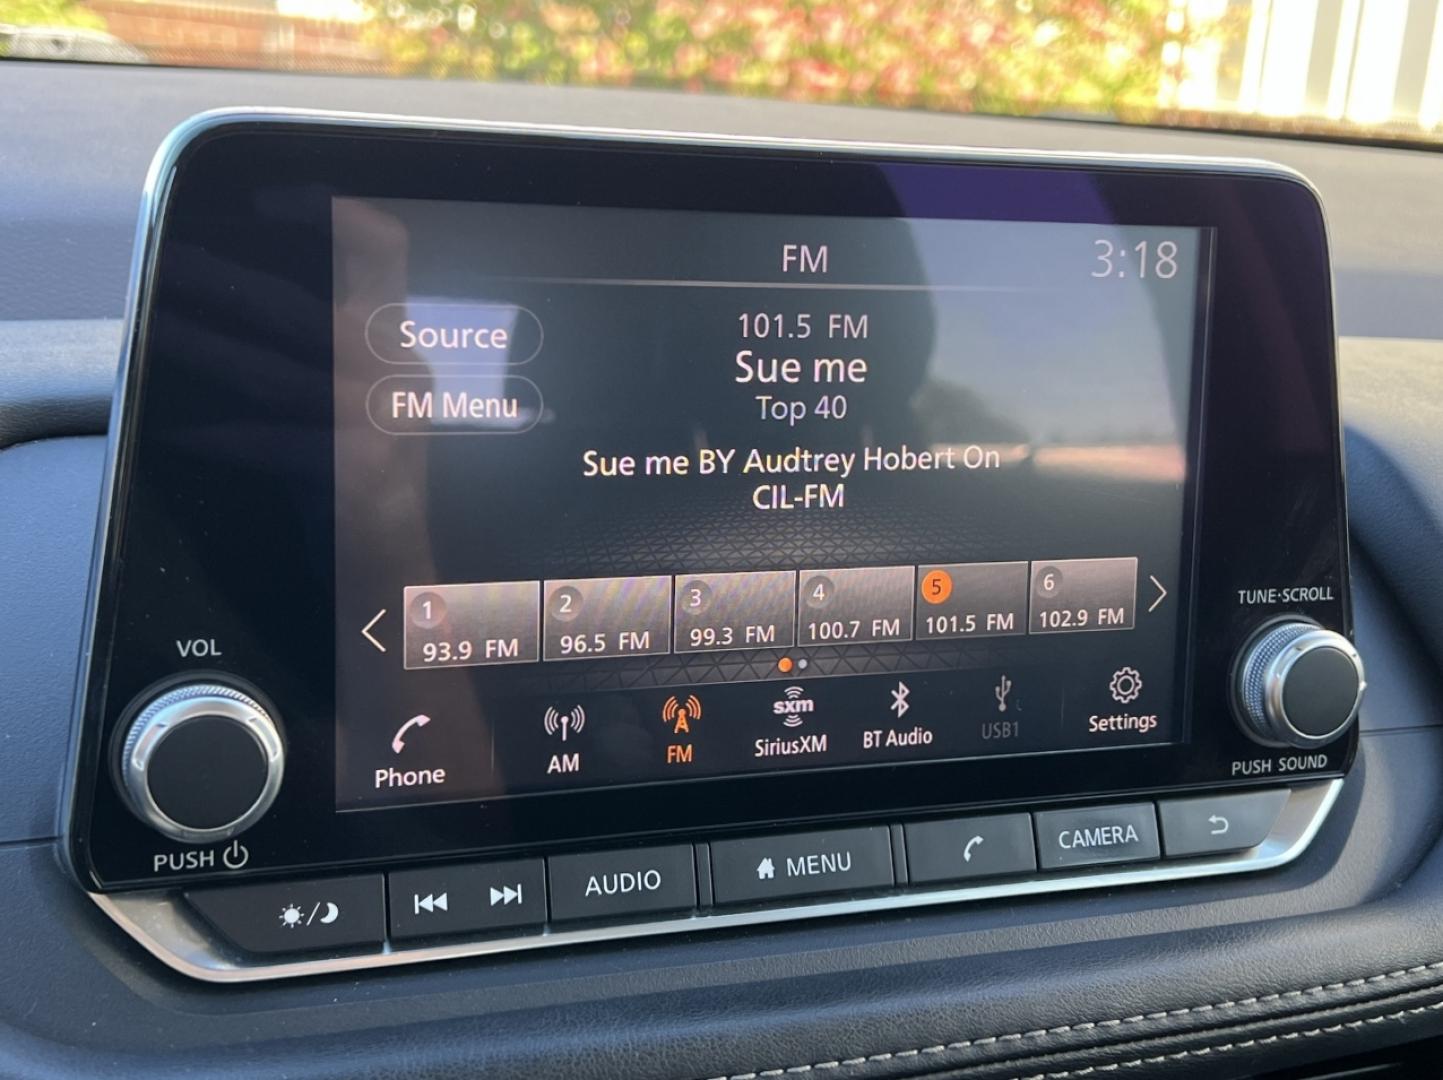 FM
3:18
Source
101.5 FM
Sue me
FM Menu
Top 40
Sue me BY Audtrey Hobert On
CIL-FM
1
93.9 FM
2
96.5 FM
3
99.3 FM
4
100.7 FM
5
101.5 FM
6
102.9 FM
Phone
AM
FM
sxm
SiriusXM
BT Audio
USB1
Settings
VOL
PUSH
TUNE·SCROLL
PUSH SOUND
AUDIO
MENU
CAMERA